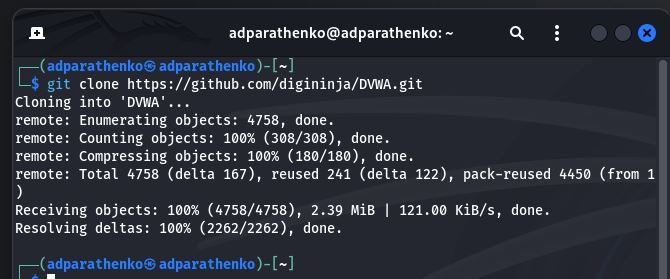 adparathenko@adparathenko: ~
┌──(adparathenko㉿adparathenko)-[~]
└─$ git clone https://github.com/digininja/DVWA.git
Cloning into 'DVWA'...
remote: Enumerating objects: 4758, done.
remote: Counting objects: 100% (308/308), done.
remote: Compressing objects: 100% (180/180), done.
remote: Total 4758 (delta 167), reused 241 (delta 122), pack-reused 4450 (from 1
)
Receiving objects: 100% (4758/4758), 2.39 MiB | 121.00 KiB/s, done.
Resolving deltas: 100% (2262/2262), done.
┌──(adparathenko㉿adparathenko)-[~]
└─$